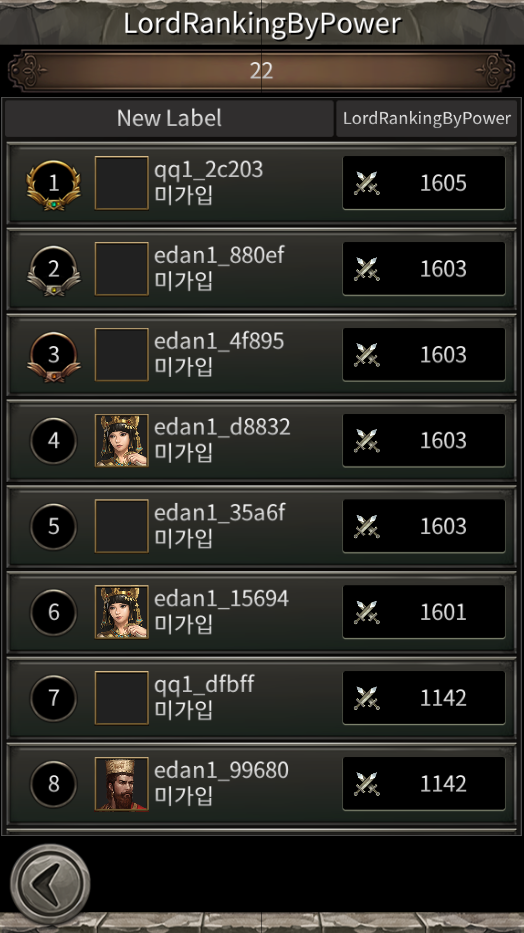 LordRankingByPower
22
New Label
LordRankingByPower
1
qq1_2c203
미가입
1605
2
edan1_880ef
미가입
1603
3
edan1_4f895
미가입
1603
4
edan1_d8832
미가입
1603
5
edan1_35a6f
미가입
1603
6
edan1_15694
미가입
1601
7
qq1_dfbff
미가입
1142
8
edan1_99680
미가입
1142